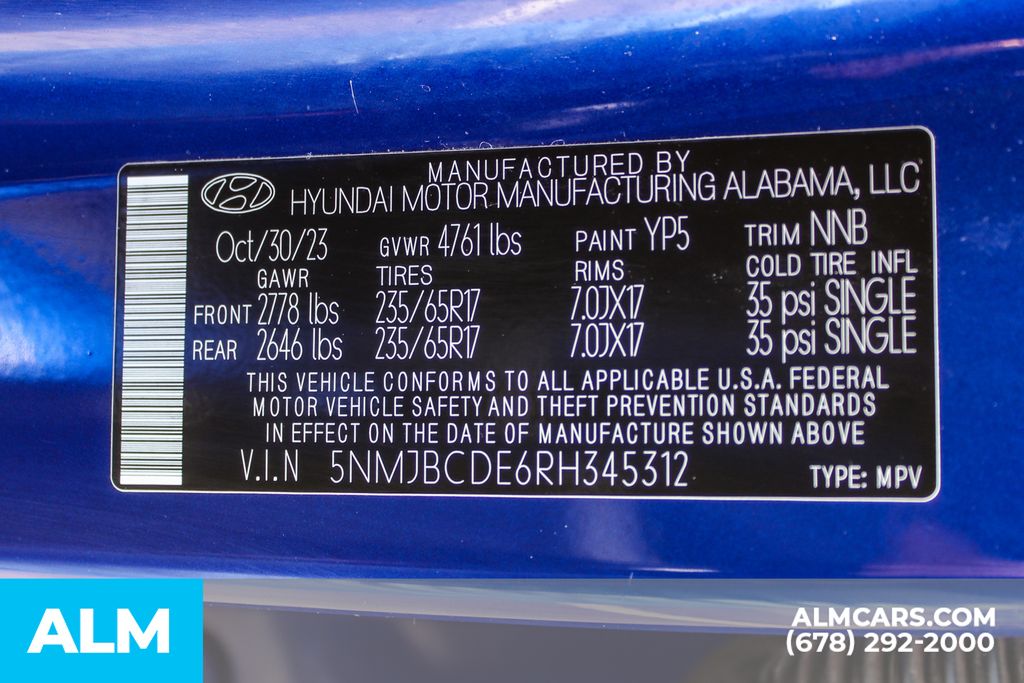 MANUFACTURED BY
HYUNDAI MOTOR MANUFACTURING ALABAMA, LLC
Oct/30/23 GVWR 4761 lbs PAINT YP5 TRIM NNB
GAWR TIRES RIMS COLD TIRE INFL
FRONT 2778 lbs 235/65R17 7.0JX17 35 psi SINGLE
REAR 2646 lbs 235/65R17 7.0JX17 35 psi SINGLE
THIS VEHICLE CONFORMS TO ALL APPLICABLE U.S.A. FEDERAL
MOTOR VEHICLE SAFETY AND THEFT PREVENTION STANDARDS
IN EFFECT ON THE DATE OF MANUFACTURE SHOWN ABOVE
V.I.N 5NMJBCDE6RH345312 TYPE: MPV
ALM
ALMCARS.COM
(678) 292-2000